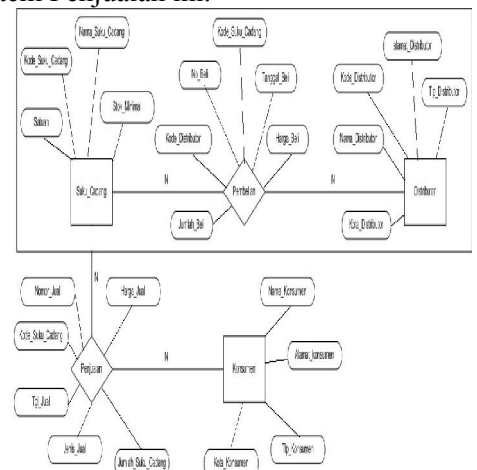 Nama_Suku_Cadang
Kode_Suku_Cadang
Satuan
Stok_Minimal
Suku_Cadang
N
Kode_Suku_Cadang
No_Beli
Tanggal_Beli
Kode_Distributor
Harga_Beli
Pembelian
Jumlah_Beli
N
alamat_Distributor
Kode_Distributor
Tlp_Distributor
Nama_Distributor
Distributor
Kota_Distributor
N
Nomor_Jual
Harga_Jual
Kode_Suku_Cadang
Penjualan
Tgl_Jual
Jenis_Jual
Jumlah_Suku_Cadang
N
Nama_Konsumen
Konsumen
Alamat_konsumen
Kota_Konsumen
Tlp_Konsumen